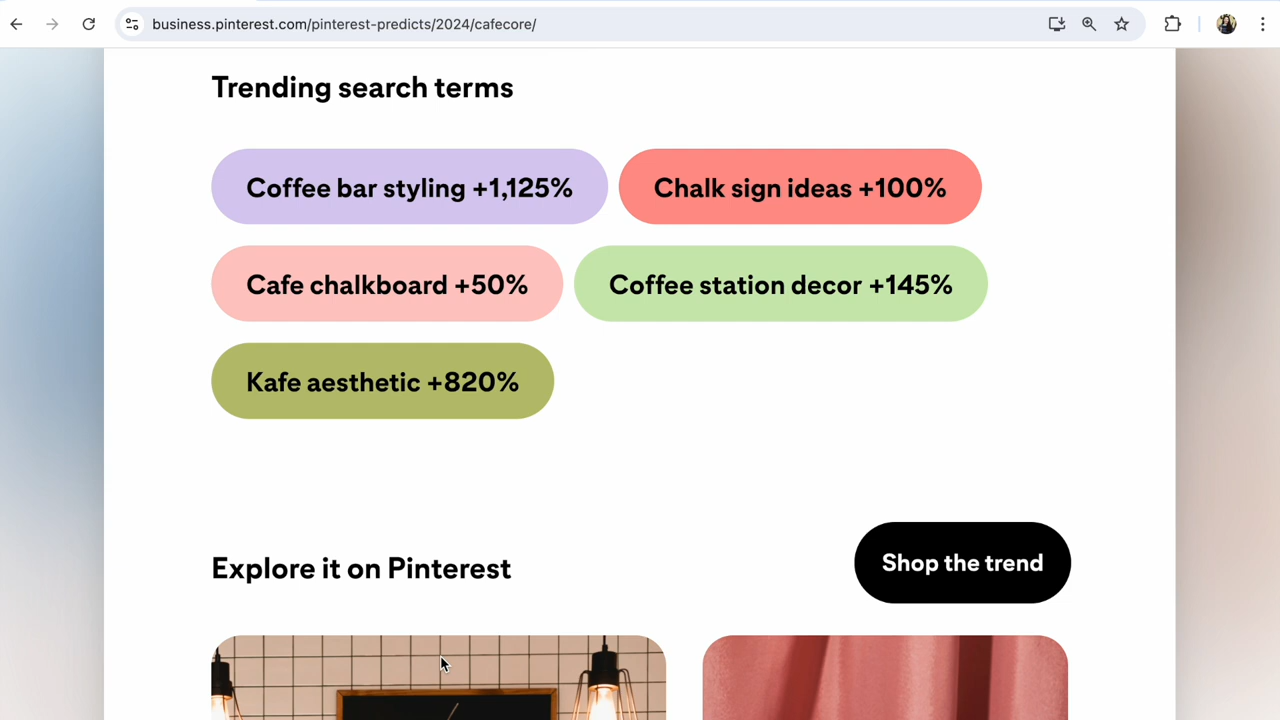 business.pinterest.com/pinterest-predicts/2024/cafecore/
Trending search terms
Coffee bar styling +1,125%
Chalk sign ideas +100%
Cafe chalkboard +50%
Coffee station decor +145%
Kafe aesthetic +820%
Explore it on Pinterest
Shop the trend